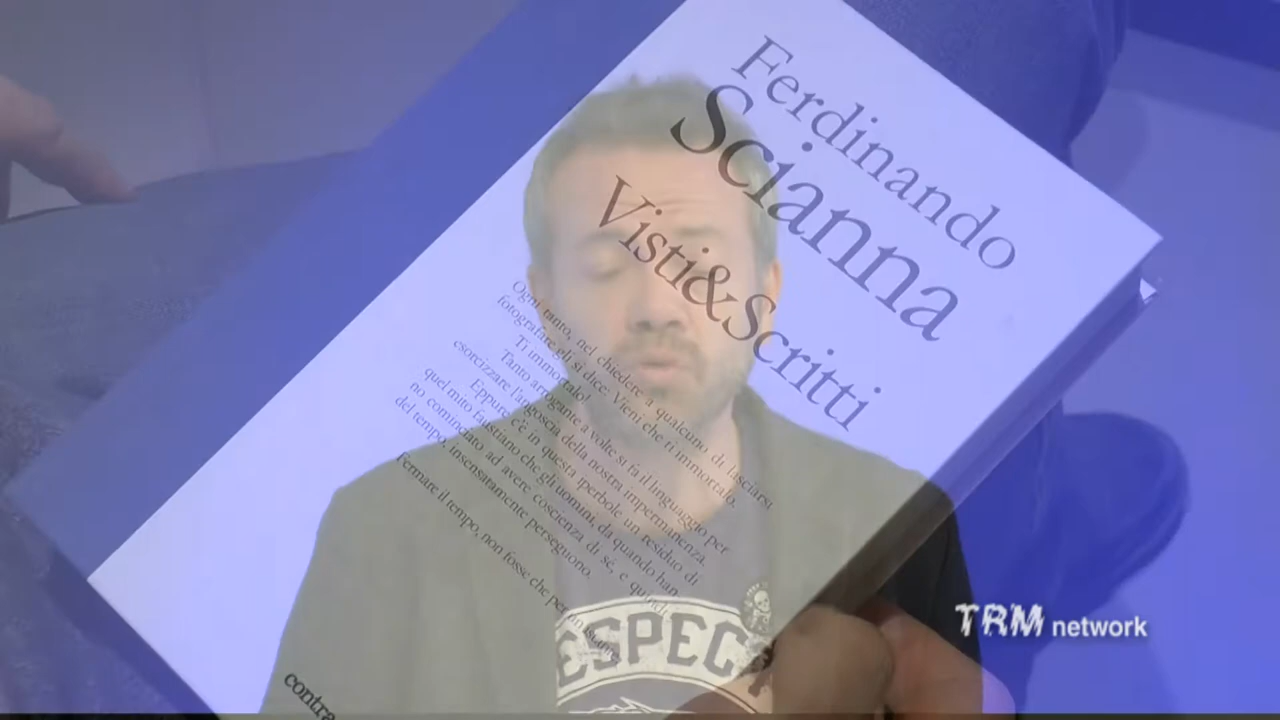 Ferdinando
Scianna
Visti&Scritti
Ogni tanto, nel chiedere a qualcuno di lasciarsi
fotografare gli si dice: Vieni che ti immortalo.
Ti immortalo!
Tanto arrogante a volte si fa il linguaggio per
esorcizzare l'angoscia della nostra impermanenza.
Eppure c'è in questa iperbole un residuo di
quel mito faustiano che gli uomini, da quando han
no cominciato ad avere coscienza di sé, e quindi
del tempo, insensatamente perseguono.
Fermare il tempo, non fosse che per un istante
contra
ESPEC
TRM network